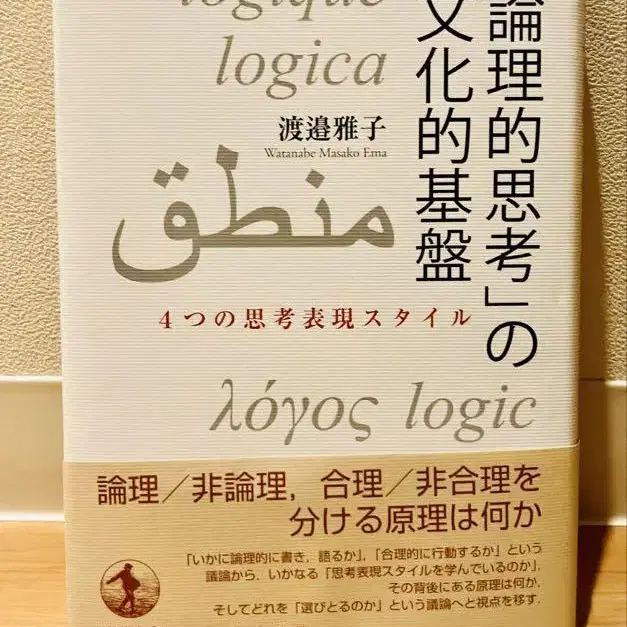 logique
logica
論理的思考」の
文化的基盤
渡邉雅子
Watanabe Masako Ema
منطق
4つの思考表現スタイル
λόγος logic
論理／非論理，合理／非合理を
分ける原理は何か
「いかに論理的に書き，語るか」，「合理的に行動するか」という
議論から，いかなる「思考表現スタイルを学んでいるのか」，
その背後にある原理は何か，
そしてどれを「選びとるのか」という議論へと視点を移す．